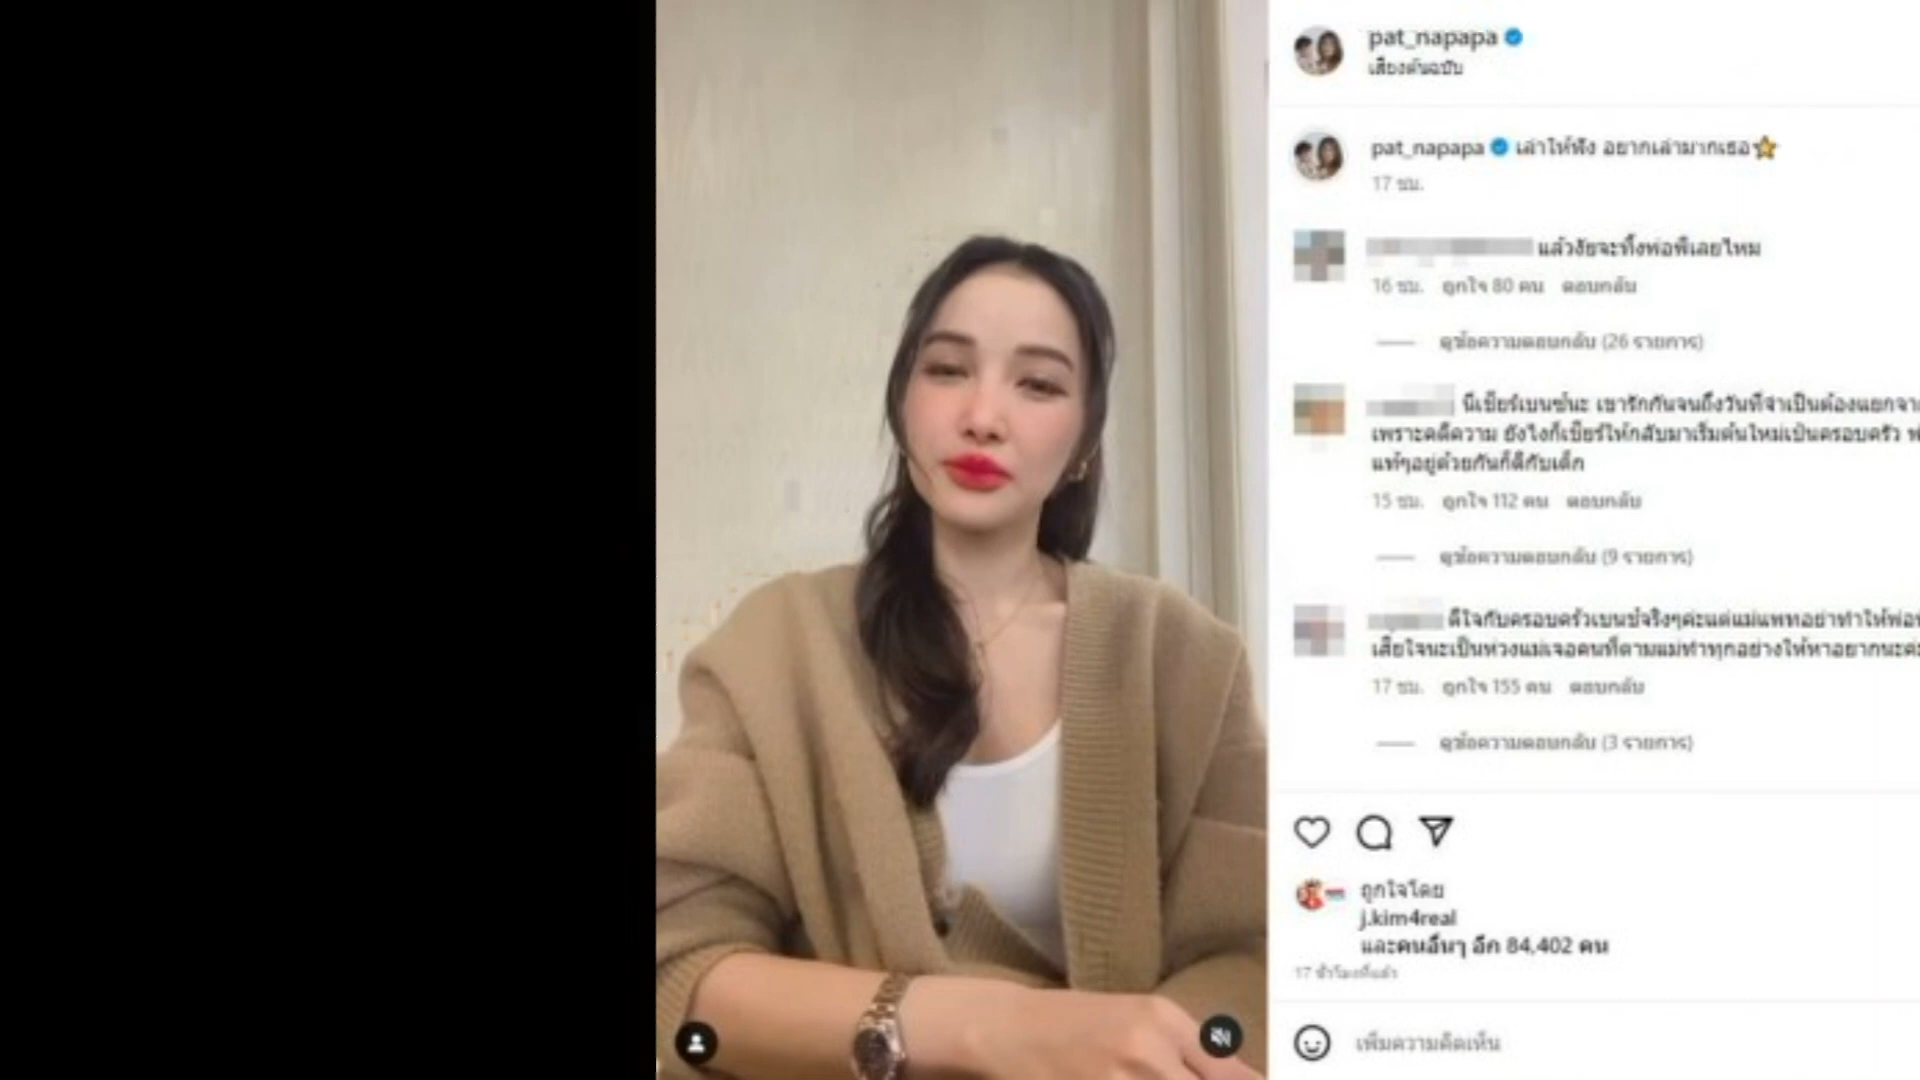 pat_napapa
เสียงต้นฉบับ
pat_napapa เล่าให้ฟัง อยากเล่ามากเธอ
17 ชม.
แล้วงัยจะทิ้งพ่อพีเลยไหม
16 ชม. ถูกใจ 80 คน ตอบกลับ
ดูข้อความตอบกลับ (26 รายการ)
นี่เชียร์เบนซ์นะ เขารักกันจนถึงวันที่จำเป็นต้องแยกจาก
เพราะคดีความ ยังไงก็เชียร์ให้กลับมาเริ่มต้นใหม่เป็นครอบครัว
แท้ๆอยู่ด้วยกันก็ดีกับเด็ก
15 ชม. ถูกใจ 112 คน ตอบกลับ
ดูข้อความตอบกลับ (9 รายการ)
ดีใจกับครอบครัวเบนซ์จริงๆค่ะแต่แม่แพทอย่าทำให้พ่อ
เสียใจนะเป็นห่วงแม่เจอคนที่ตามแม่ทำทุกอย่างให้หาอยากนะค่ะ
17 ชม. ถูกใจ 155 คน ตอบกลับ
ดูข้อความตอบกลับ (3 รายการ)
ถูกใจโดย
j.kim4real
และคนอื่นๆ อีก 84,402 คน
17 ชั่วโมงที่แล้ว
เพิ่มความคิดเห็น